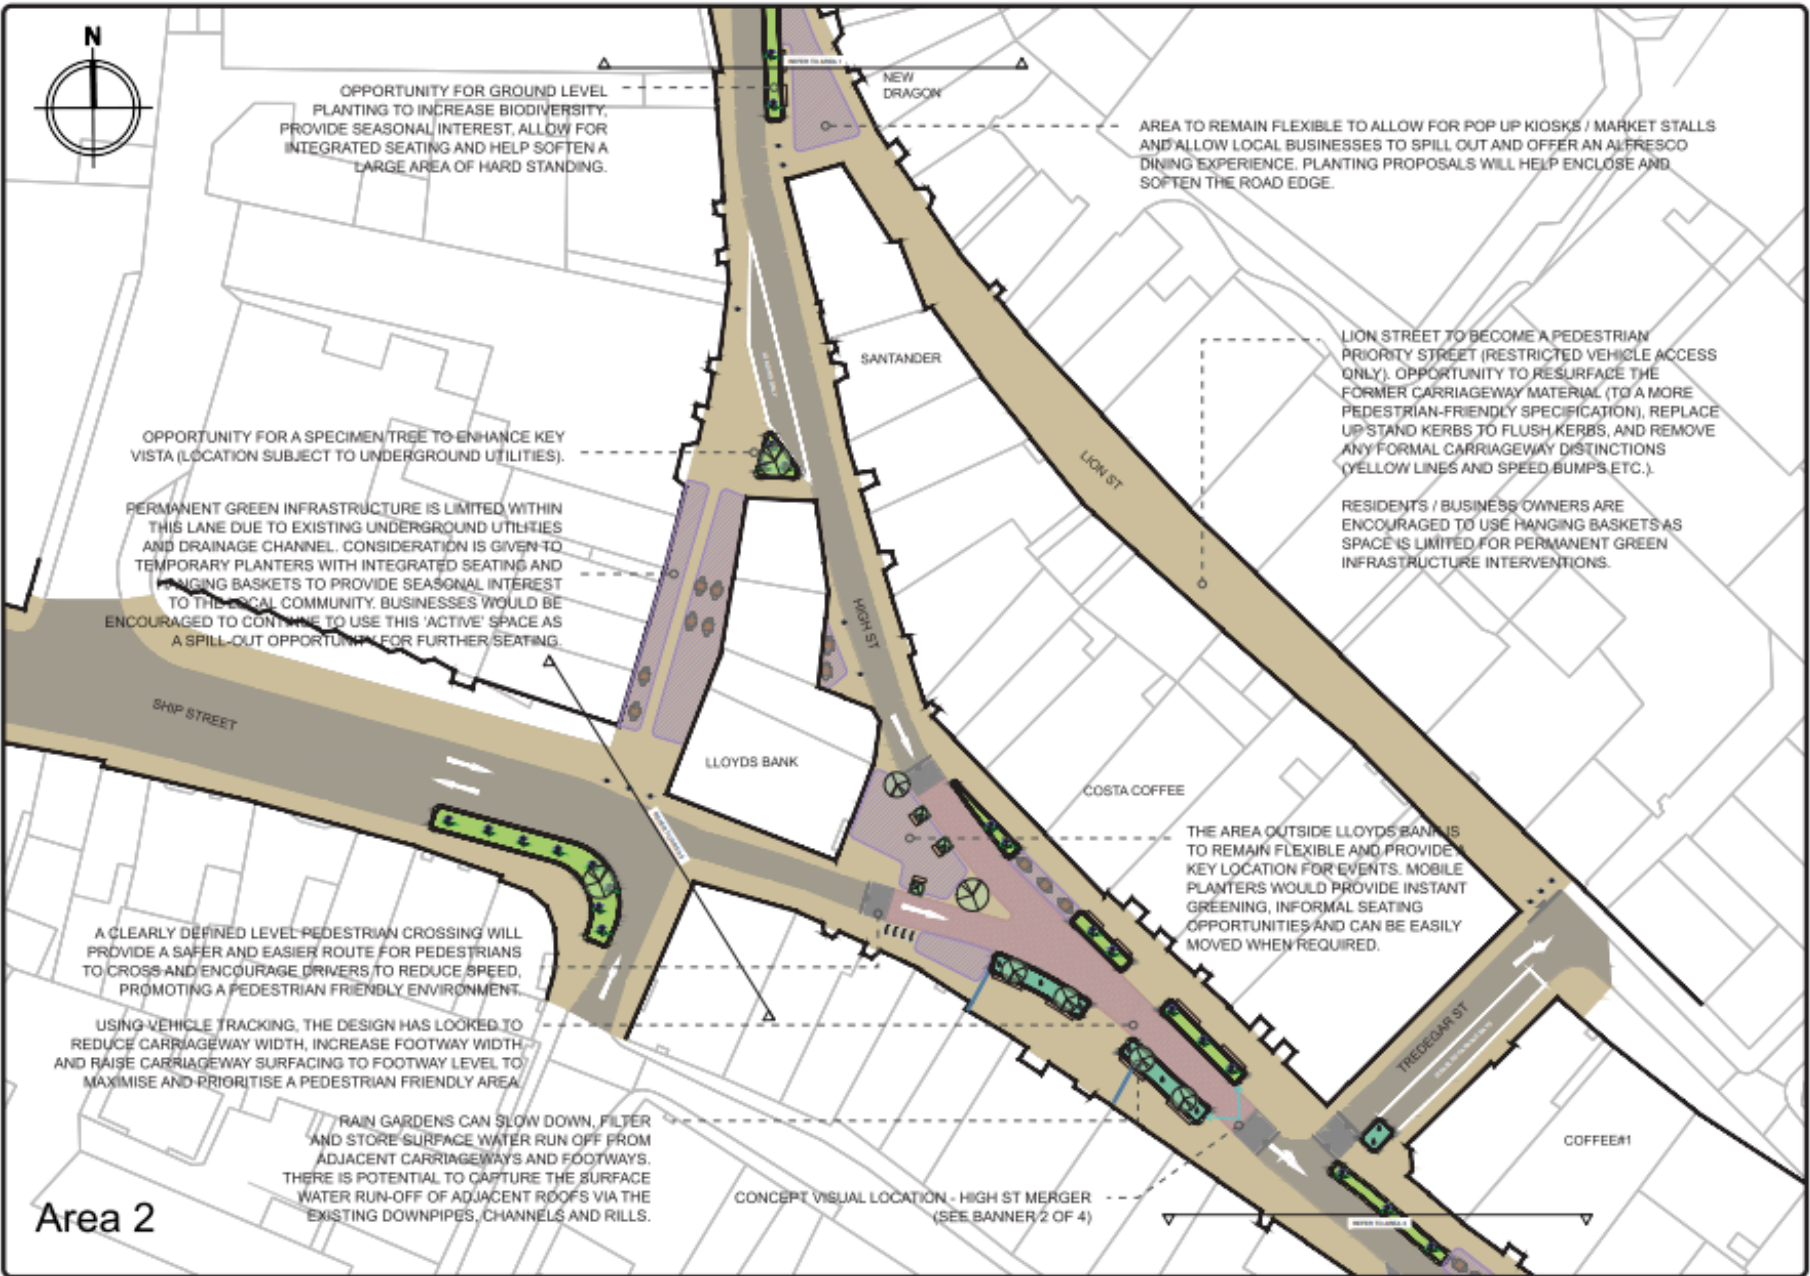 N
REFER TO AREA 1
NEW
DRAGON
OPPORTUNITY FOR GROUND LEVEL
PLANTING TO INCREASE BIODIVERSITY,
PROVIDE SEASONAL INTEREST, ALLOW FOR
INTEGRATED SEATING AND HELP SOFTEN A
LARGE AREA OF HARD STANDING.
AREA TO REMAIN FLEXIBLE TO ALLOW FOR POP UP KIOSKS / MARKET STALLS
AND ALLOW LOCAL BUSINESSES TO SPILL OUT AND OFFER AN ALFRESCO
DINING EXPERIENCE. PLANTING PROPOSALS WILL HELP ENCLOSE AND
SOFTEN THE ROAD EDGE.
SANTANDER
LION STREET TO BECOME A PEDESTRIAN
PRIORITY STREET (RESTRICTED VEHICLE ACCESS
ONLY). OPPORTUNITY TO RESURFACE THE
FORMER CARRIAGEWAY MATERIAL (TO A MORE
PEDESTRIAN-FRIENDLY SPECIFICATION), REPLACE
UP STAND KERBS TO FLUSH KERBS, AND REMOVE
ANY FORMAL CARRIAGEWAY DISTINCTIONS
(YELLOW LINES AND SPEED BUMPS ETC.).
RESIDENTS / BUSINESS OWNERS ARE
ENCOURAGED TO USE HANGING BASKETS AS
SPACE IS LIMITED FOR PERMANENT GREEN
INFRASTRUCTURE INTERVENTIONS.
OPPORTUNITY FOR A SPECIMEN TREE TO ENHANCE KEY
VISTA (LOCATION SUBJECT TO UNDERGROUND UTILITIES).
LION ST
PERMANENT GREEN INFRASTRUCTURE IS LIMITED WITHIN
THIS LANE DUE TO EXISTING UNDERGROUND UTILITIES
AND DRAINAGE CHANNEL. CONSIDERATION IS GIVEN TO
TEMPORARY PLANTERS WITH INTEGRATED SEATING AND
HANGING BASKETS TO PROVIDE SEASONAL INTEREST
TO THE LOCAL COMMUNITY. BUSINESSES WOULD BE
ENCOURAGED TO CONTINUE TO USE THIS 'ACTIVE' SPACE AS
A SPILL-OUT OPPORTUNITY FOR FURTHER SEATING.
HIGH ST
SHIP STREET
LLOYDS BANK
COSTA COFFEE
THE AREA OUTSIDE LLOYDS BANK IS
TO REMAIN FLEXIBLE AND PROVIDE A
KEY LOCATION FOR EVENTS. MOBILE
PLANTERS WOULD PROVIDE INSTANT
GREENING, INFORMAL SEATING
OPPORTUNITIES AND CAN BE EASILY
MOVED WHEN REQUIRED.
A CLEARLY DEFINED LEVEL PEDESTRIAN CROSSING WILL
PROVIDE A SAFER AND EASIER ROUTE FOR PEDESTRIANS
TO CROSS AND ENCOURAGE DRIVERS TO REDUCE SPEED,
PROMOTING A PEDESTRIAN FRIENDLY ENVIRONMENT.
USING VEHICLE TRACKING, THE DESIGN HAS LOOKED TO
REDUCE CARRIAGEWAY WIDTH, INCREASE FOOTWAY WIDTH
AND RAISE CARRIAGEWAY SURFACING TO FOOTWAY LEVEL TO
MAXIMISE AND PRIORITISE A PEDESTRIAN FRIENDLY AREA.
TREDEGAR ST
RAIN GARDENS CAN SLOW DOWN, FILTER
AND STORE SURFACE WATER RUN OFF FROM
ADJACENT CARRIAGEWAYS AND FOOTWAYS.
THERE IS POTENTIAL TO CAPTURE THE SURFACE
WATER RUN-OFF OF ADJACENT ROOFS VIA THE
EXISTING DOWNPIPES, CHANNELS AND RILLS.
COFFEE#1
CONCEPT VISUAL LOCATION - HIGH ST MERGER
(SEE BANNER 2 OF 4)
Area 2